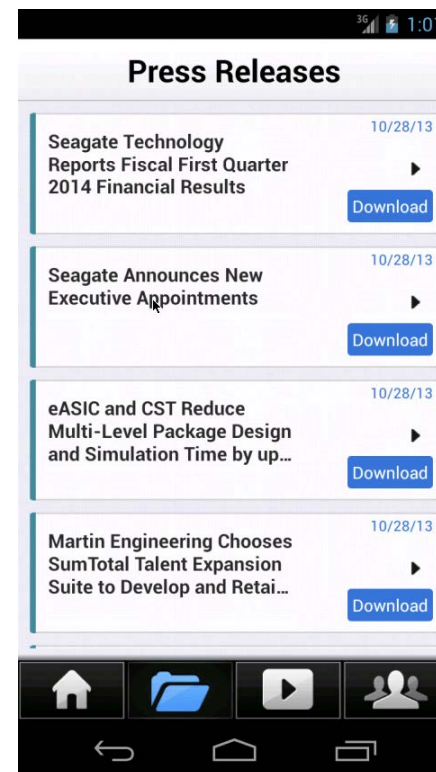 3G 1:01
Press Releases
10/28/13
Seagate Technology
Reports Fiscal First Quarter
2014 Financial Results
Download
10/28/13
Seagate Announces New
Executive Appointments
Download
10/28/13
eASIC and CST Reduce
Multi-Level Package Design
and Simulation Time by up...
Download
10/28/13
Martin Engineering Chooses
SumTotal Talent Expansion
Suite to Develop and Retai...
Download